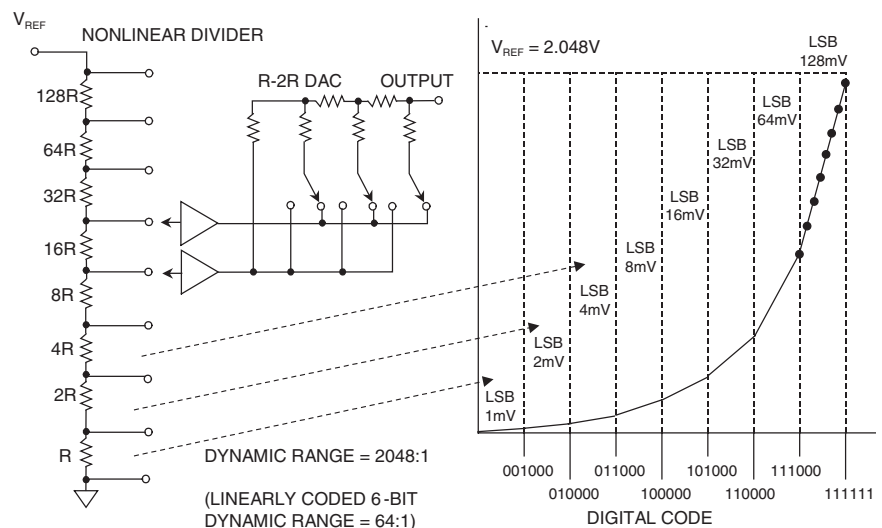 VREF
NONLINEAR DIVIDER
128R
64R
32R
16R
8R
4R
2R
R
R-2R DAC
OUTPUT
DYNAMIC RANGE = 2048:1
(LINEARLY CODED 6-BIT
DYNAMIC RANGE = 64:1)
VREF = 2.048V
LSB
128mV
LSB
64mV
LSB
32mV
LSB
16mV
LSB
8mV
LSB
4mV
LSB
2mV
LSB
1mV
001000
011000
101000
111000
010000
100000
110000
111111
DIGITAL CODE